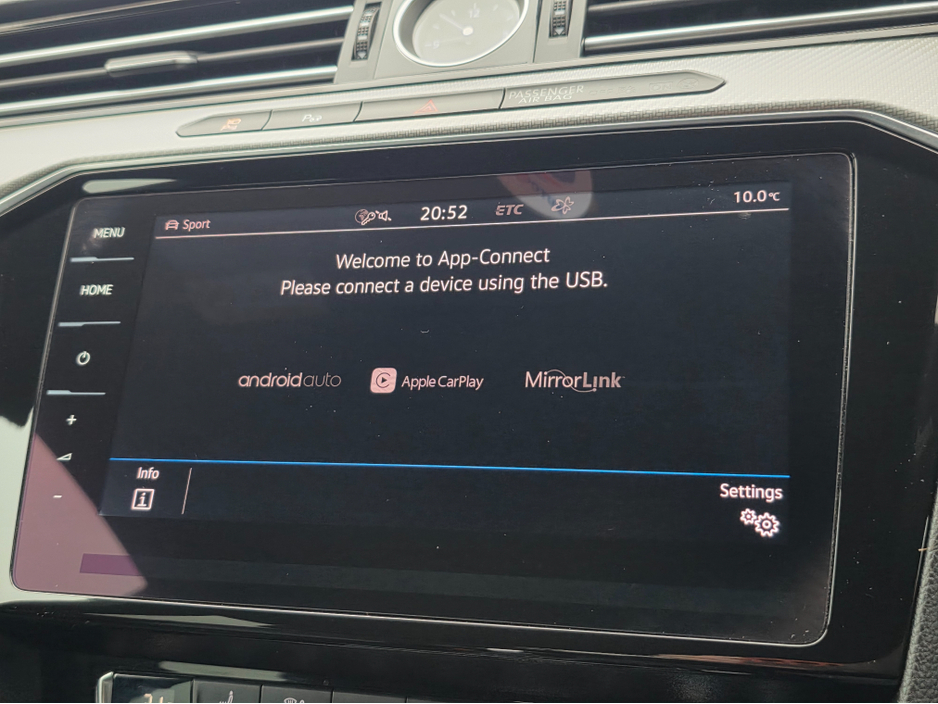 12
PASSENGER
AIR BAG
Sport
20:52
ETC
10.0°C
MENU
HOME
Welcome to App-Connect
Please connect a device using the USB.
androidauto
Apple CarPlay
MirrorLink
+
-
Info
i
Settings